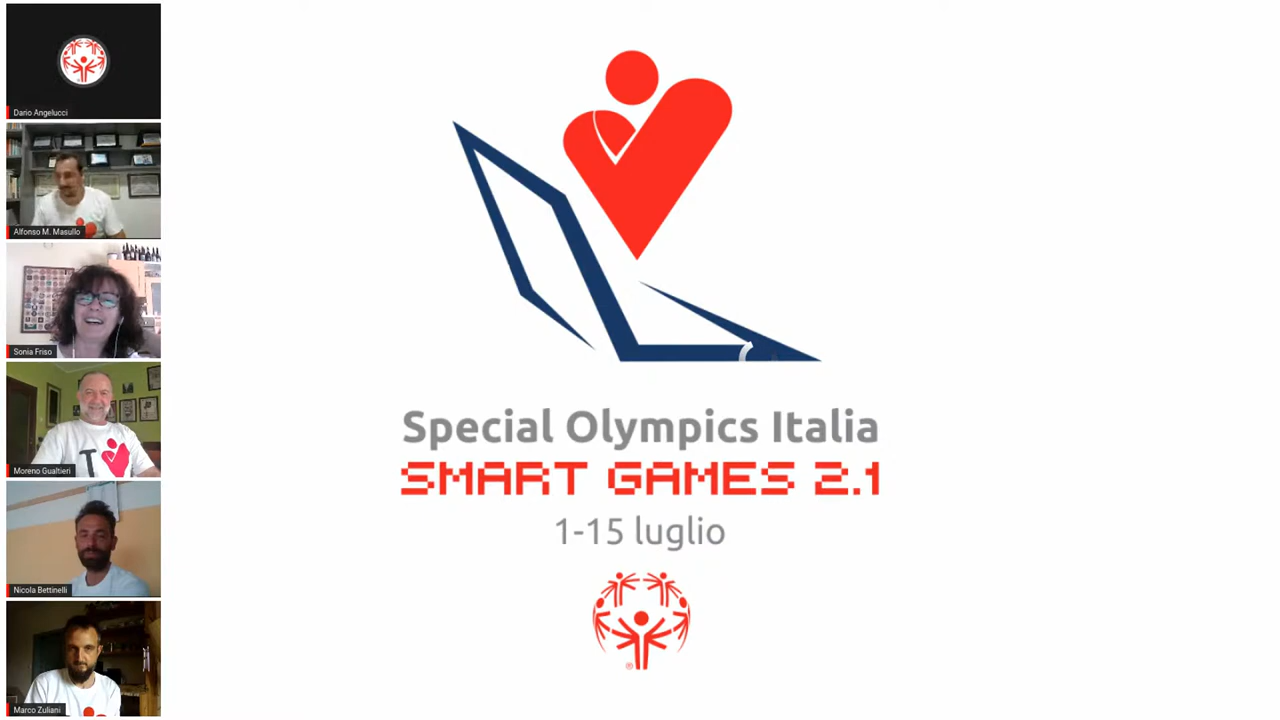 Dario Angelucci
Alfonso M. Masullo
Sonia Friso
Moreno Gualtieri
Nicola Bettinelli
Marco Zuliani
Special Olympics Italia
SMART GAMES 2.1
1-15 luglio